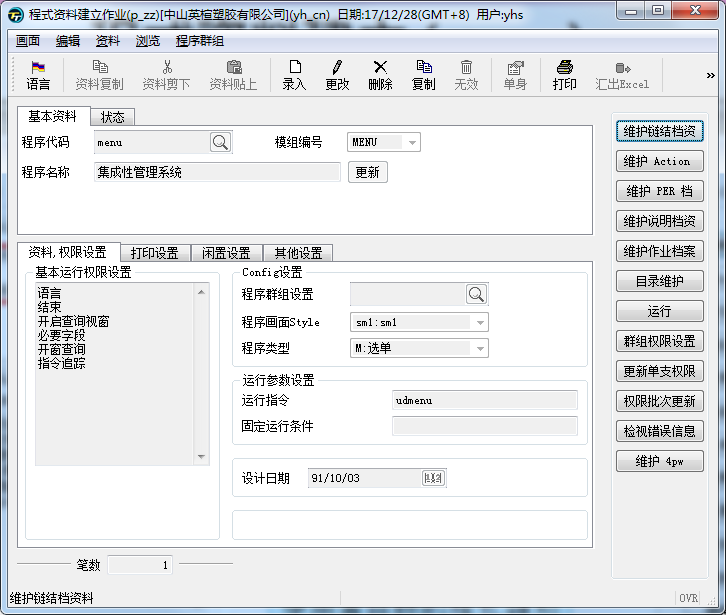 程式资料建立作业(p_zz)[中山英恒塑胶有限公司](yh_cn) 日期:17/12/28(GMT+8) 用户:yhs
画面 编辑 资料 浏览 程序群组
语言 资料复制 资料剪下 资料贴上 录入 更改 删除 复制 无效 单身 打印 汇出Excel »
基本资料 状态
程序代码 menu 模组编号 MENU
程序名称 集成性管理系统 更新
资料,权限设置 打印设置 闲置设置 其他设置
基本运行权限设置
语言
结束
开启查询视窗
必要字段
开窗查询
指令追踪
Config设置
程序群组设置
程序画面Style sm1:sm1
程序类型 M:选单
运行参数设置
运行指令 udmenu
固定运行条件
设计日期 91/10/03
笔数 1
维护链结档资
维护 Action
维护 PER 档
维护说明档资
维护作业档案
目录维护
运行
群组权限设置
更新单支权限
权限批次更新
检视错误信息
维护 4pw
维护链结档资料
OVR